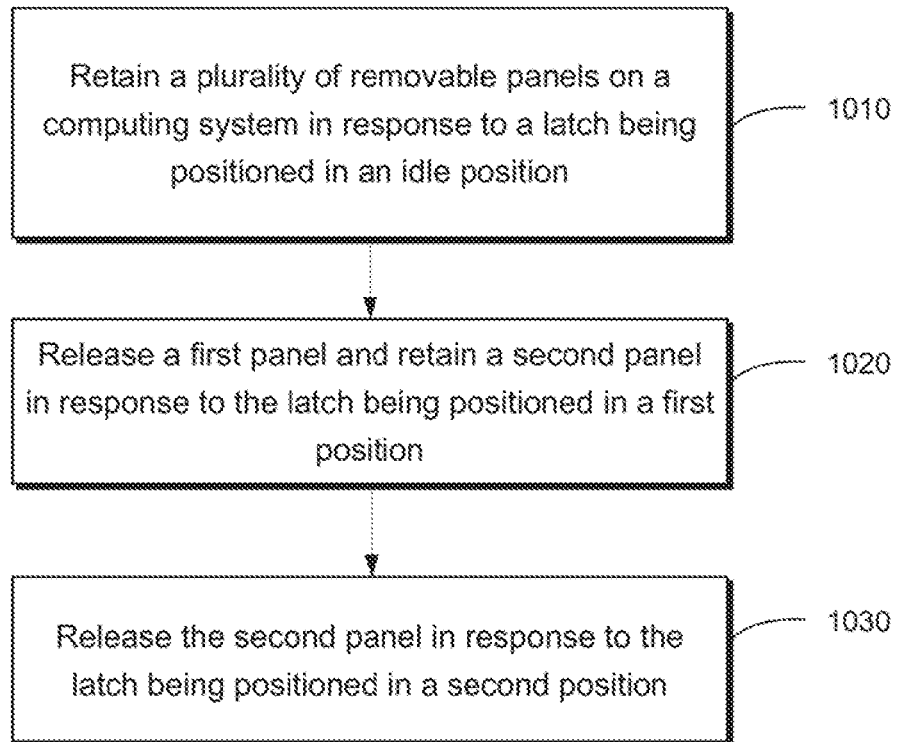 Retain a plurality of removable panels on a
computing system in response to a latch being
positioned in an idle position
1010
Release a first panel and retain a second panel
in response to the latch being positioned in a first
position
1020
Release the second panel in response to the
latch being positioned in a second position
1030